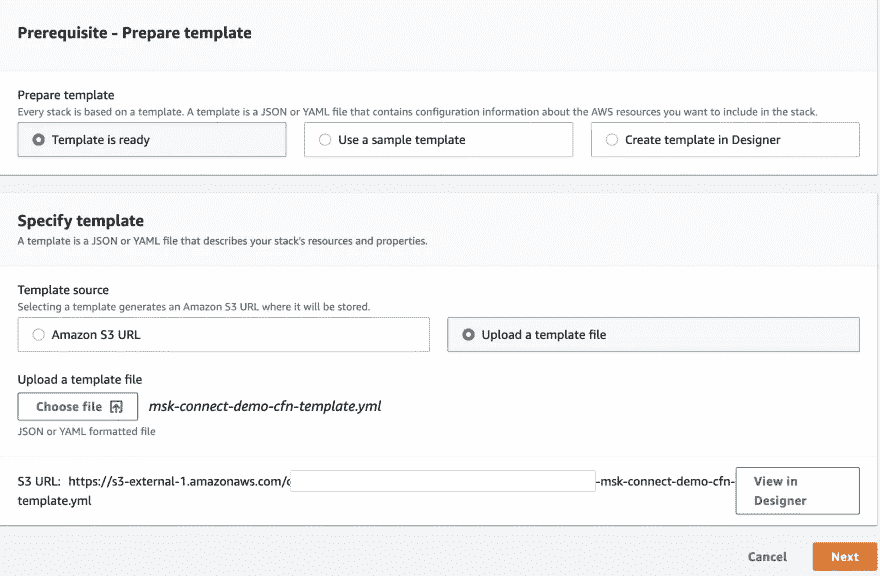 Prerequisite - Prepare template
Prepare template
Every stack is based on a template. A template is a JSON or YAML file that contains configuration information about the AWS resources you want to include in the stack.
Template is ready
Use a sample template
Create template in Designer
Specify template
A template is a JSON or YAML file that describes your stack's resources and properties.
Template source
Selecting a template generates an Amazon S3 URL where it will be stored.
Amazon S3 URL
Upload a template file
Upload a template file
Choose file
msk-connect-demo-cfn-template.yml
JSON or YAML formatted file
S3 URL: https://s3-external-1.amazonaws.com/ -msk-connect-demo-cfn-
template.yml
View in
Designer
Cancel
Next